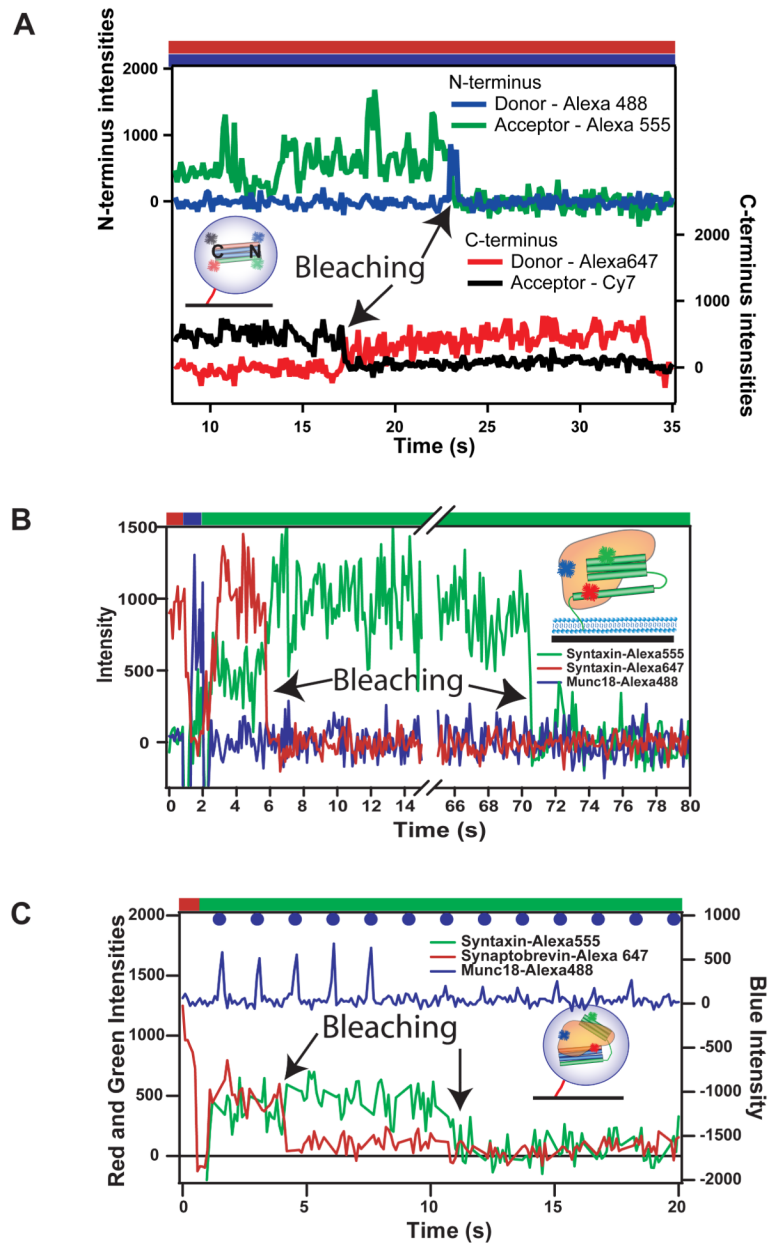 A
N-terminus intensities
2000
1000
0
N-terminus
Donor - Alexa 488
Acceptor - Alexa 555
C N
Bleaching
C-terminus
Donor - Alexa647
Acceptor - Cy7
2000
1000
0
C-terminus intensities
10 15 20 25 30 35
Time (s)
B
Intensity
1500
1000
500
0
Bleaching
Syntaxin-Alexa555
Syntaxin-Alexa647
Munc18-Alexa488
0 2 4 6 8 10 12 14 66 68 70 72 74 76 78 80
Time (s)
C
Red and Green Intensities
2000
1500
1000
500
0
Syntaxin-Alexa555
Synaptobrevin-Alexa 647
Munc18-Alexa488
Bleaching
1000
500
0
-500
-1000
-1500
-2000
Blue Intensity
0 5 10 15 20
Time (s)